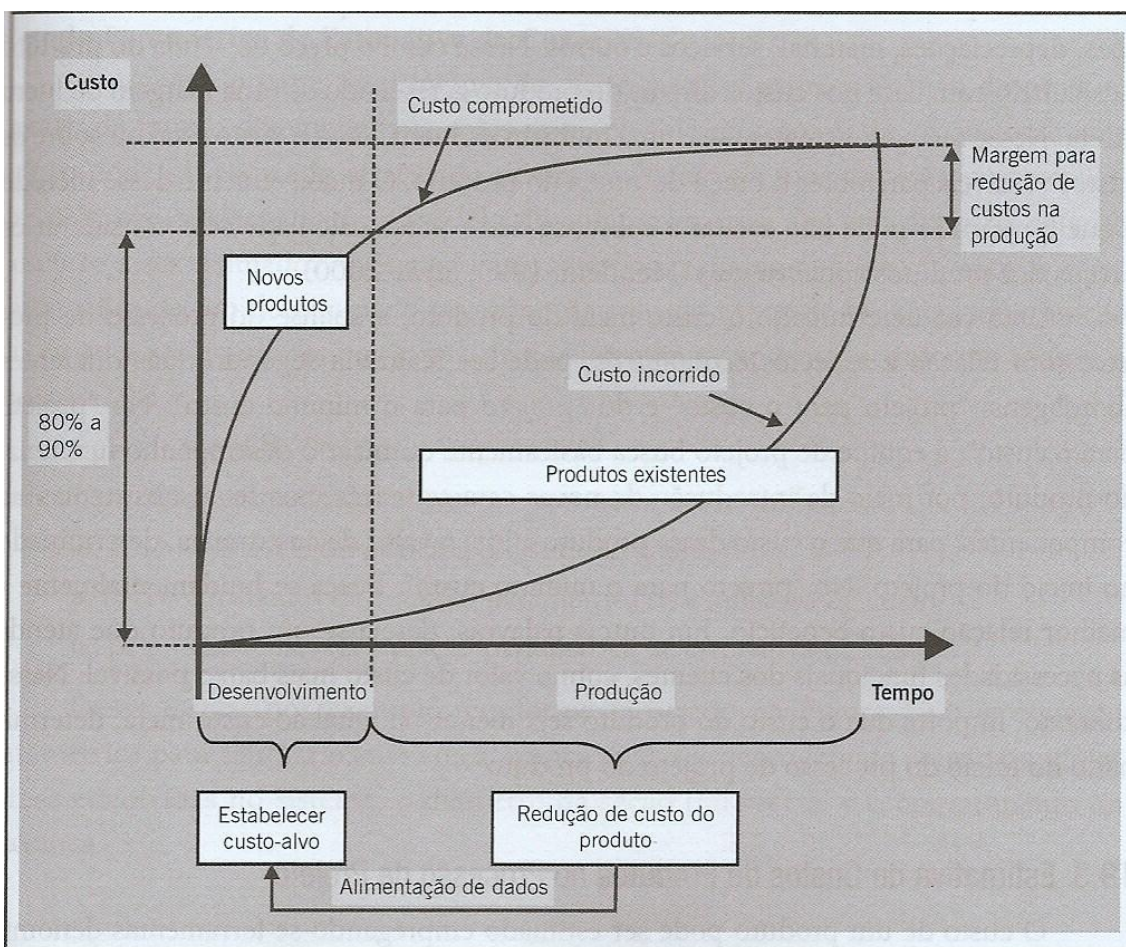 Custo
Custo comprometido
Margem para
redução de
custos na
produção
Novos
produtos
Custo incorrido
80% a
90%
Produtos existentes
Desenvolvimento
Produção
Tempo
Estabelecer
custo-alvo
Redução de custo do
produto
Alimentação de dados